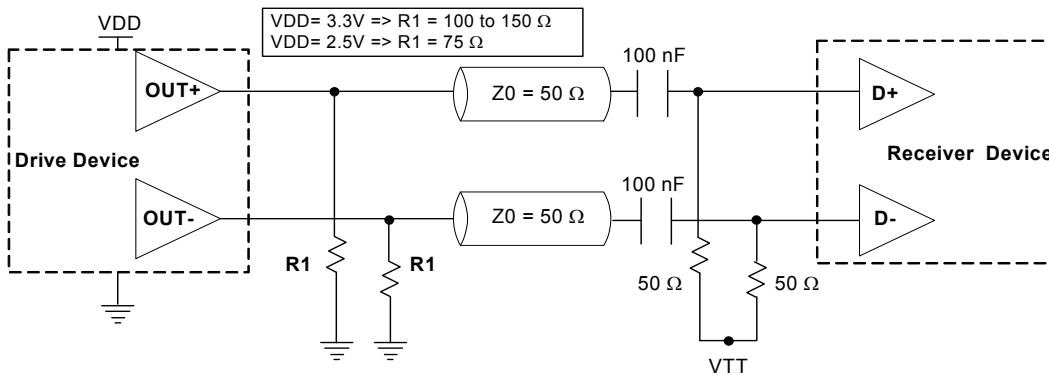 VDD
VDD= 3.3V => R1 = 100 to 150 Ω
VDD= 2.5V => R1 = 75 Ω
100 nF
OUT+
Z0 = 50 Ω
D+
Drive Device
Receiver Device
100 nF
OUT-
Z0 = 50 Ω
D-
R1
R1
50 Ω
50 Ω
VTT